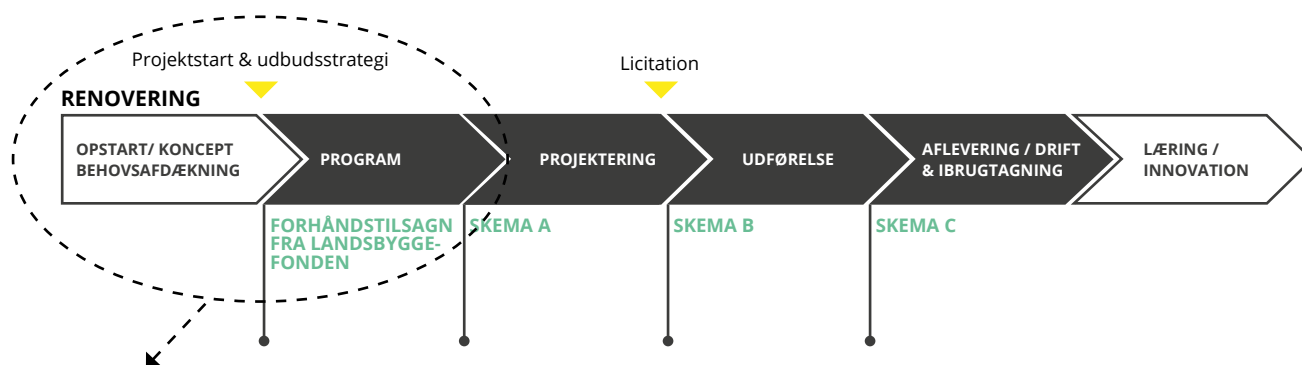 Projektstart & udbudsstrategi
Licitation
RENOVERING
OPSTART/ KONCEPT
BEHOVSAFDÆKNING
PROGRAM
PROJEKTERING
UDFØRELSE
AFLEVERING / DRIFT
& IBRUGTAGNING
LÆRING /
INNOVATION
FORHÅNDSTILSAGN
FRA LANDSBYGGE-
FONDEN
SKEMA A
SKEMA B
SKEMA C